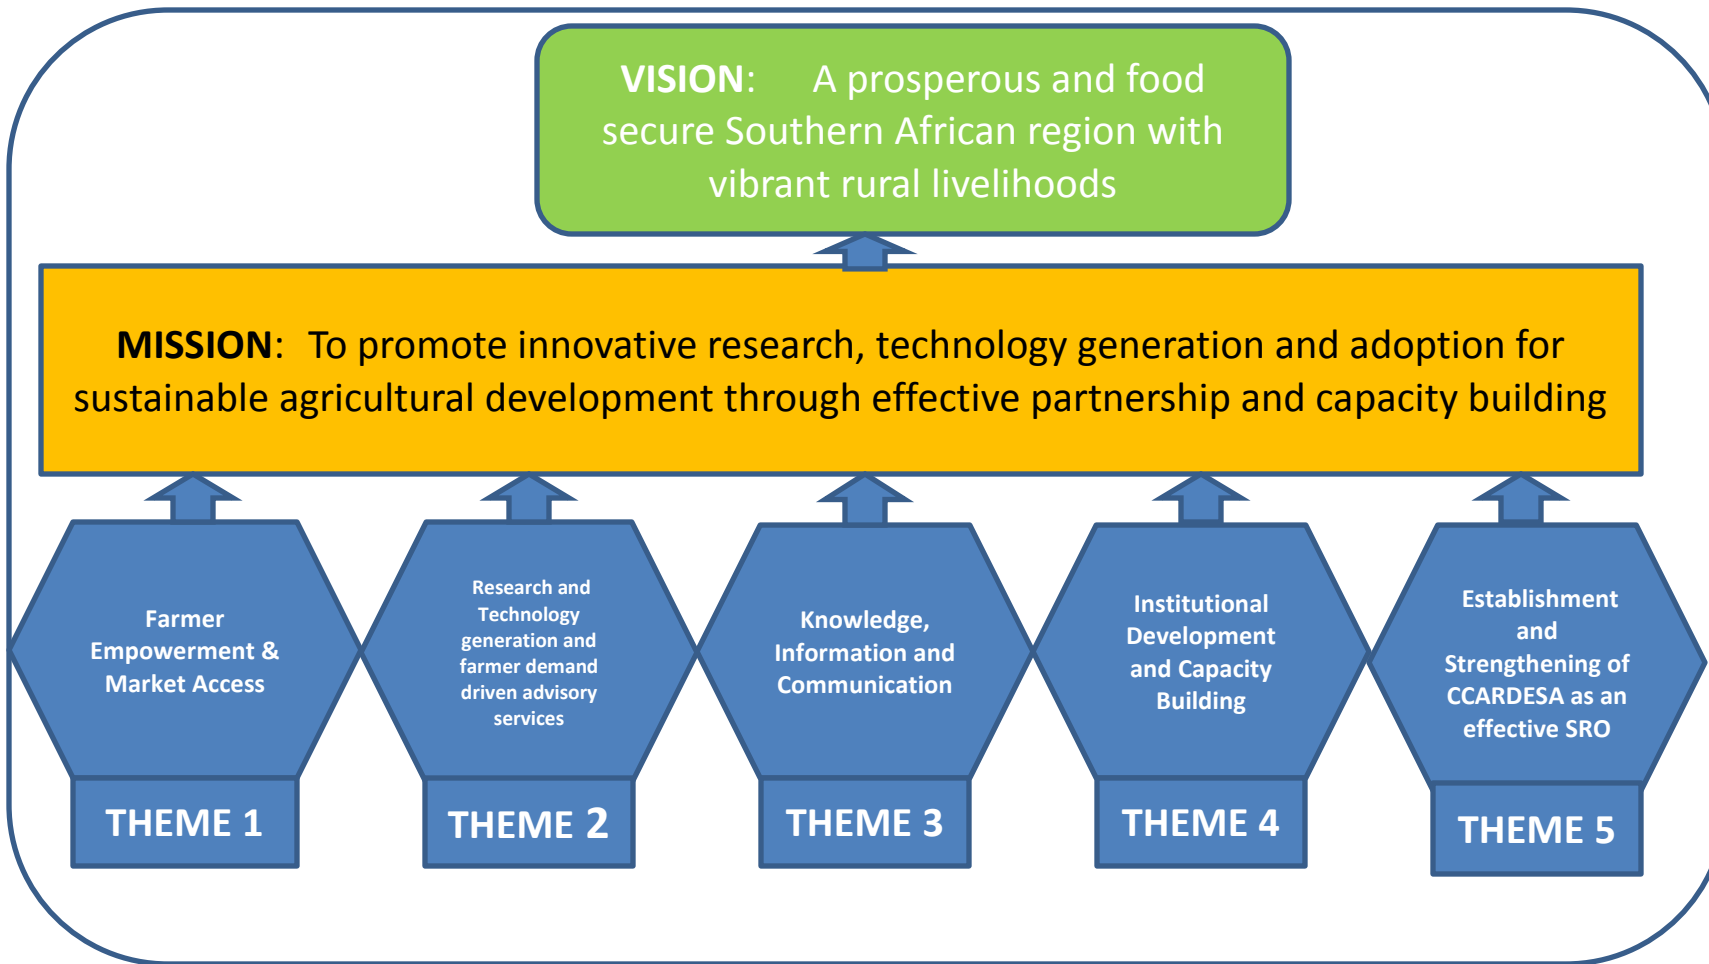 VISION: A prosperous and food
secure Southern African region with
vibrant rural livelihoods
MISSION: To promote innovative research, technology generation and adoption for
sustainable agricultural development through effective partnership and capacity building
Farmer
Empowerment &
Market Access
THEME 1
Research and
Technology
generation and
farmer demand
driven advisory
services
THEME 2
Knowledge,
Information and
Communication
THEME 3
Institutional
Development
and Capacity
Building
THEME 4
Establishment
and
Strengthening of
CCARDESA as an
effective SRO
THEME 5